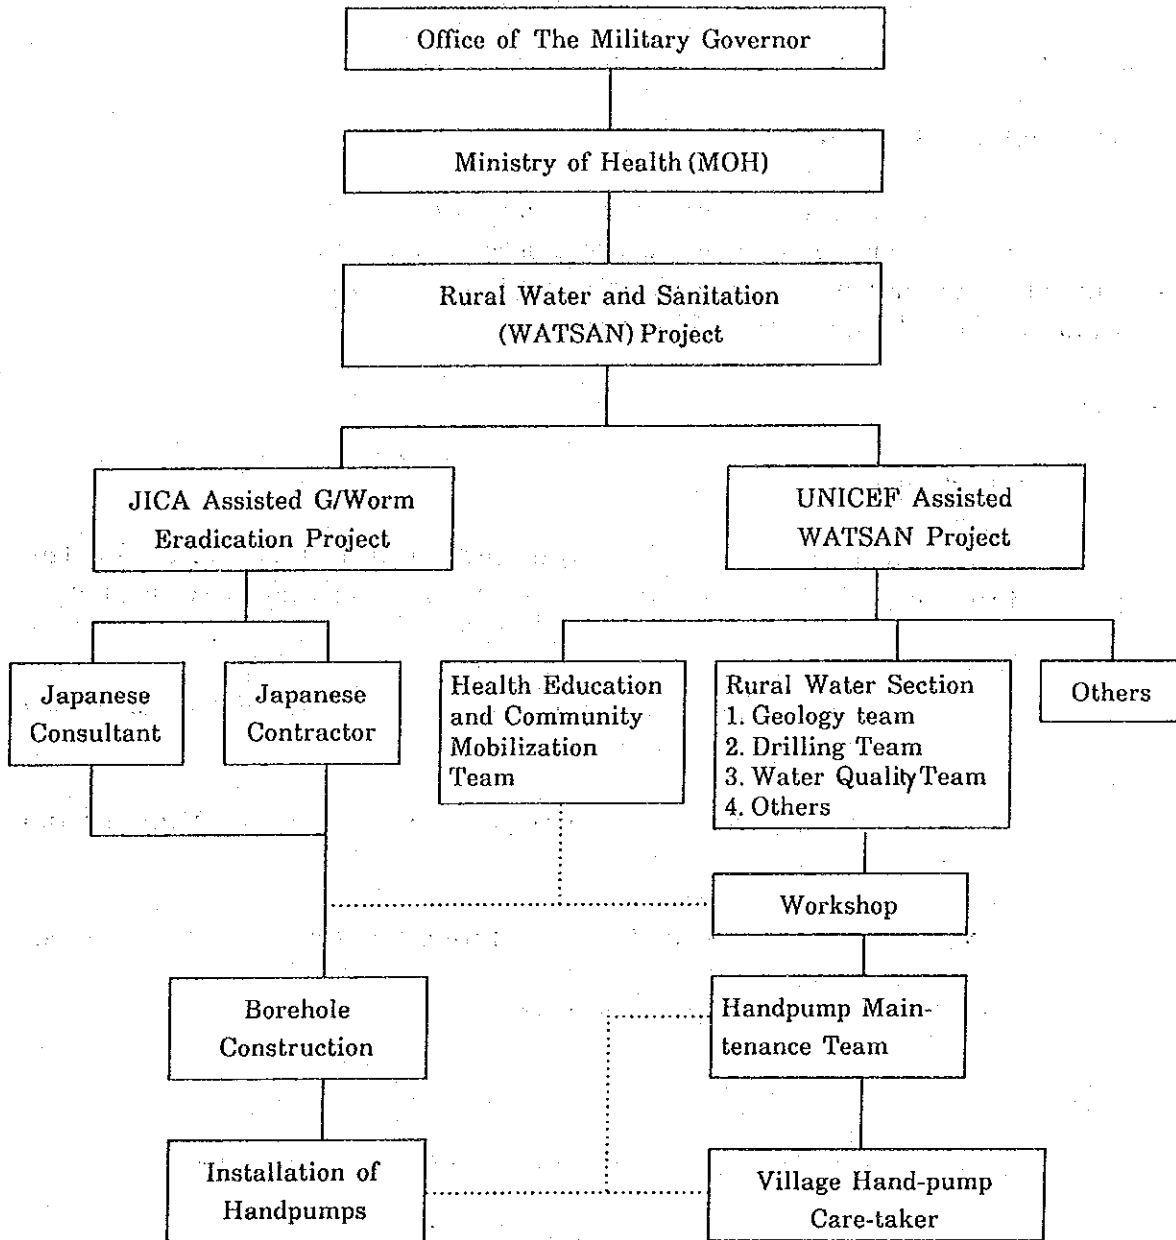 Office of The Military Governor
Ministry of Health (MOH)
Rural Water and Sanitation
(WATSAN) Project
JICA Assisted G/Worm
Eradication Project
UNICEF Assisted
WATSAN Project
Japanese
Consultant
Japanese
Contractor
Health Education
and Community
Mobilization
Team
Rural Water Section
1. Geology team
2. Drilling Team
3. Water Quality Team
4. Others
Others
Workshop
Borehole
Construction
Handpump Main-
tenance Team
Installation of
Handpumps
Village Hand-pump
Care-taker